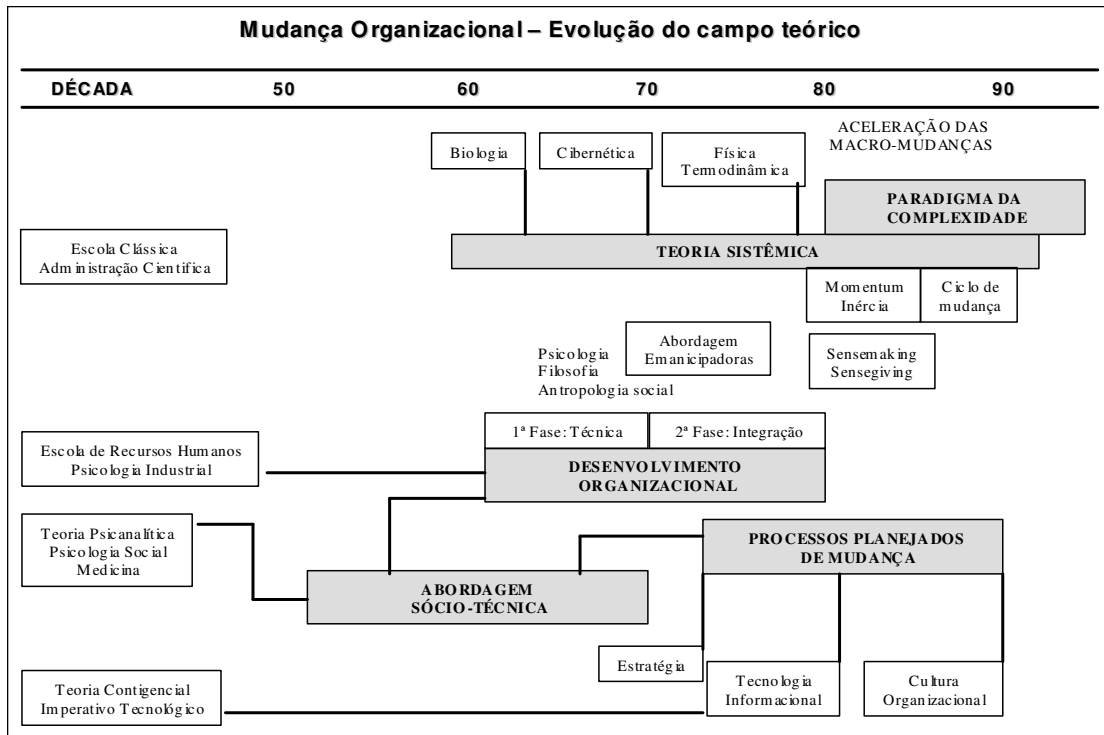 Mudança Organizacional – Evolução do campo teórico
DÉCADA 50 60 70 80 90
ACELERAÇÃO DAS
MACRO-MUDANÇAS
Biologia
Cibernética
Física
Termodinâmica
PARADIGMA DA
COMPLEXIDADE
Escola Clássica
Administração Científica
TEORIA SISTÊMICA
Momentum
Inércia
Ciclo de
mudança
Psicologia
Filosofia
Antropologia social
Abordagem
Emanicipadoras
Sensemaking
Sensegiving
1ª Fase: Técnica
2ª Fase: Integração
Escola de Recursos Humanos
Psicologia Industrial
DESENVOLVIMENTO
ORGANIZACIONAL
Teoria Psicanalítica
Psicologia Social
Medicina
PROCESSOS PLANEJADOS
DE MUDANÇA
ABORDAGEM
SÓCIO-TÉCNICA
Estratégia
Tecnologia
Informacional
Cultura
Organizacional
Teoria Contigencial
Imperativo Tecnológico